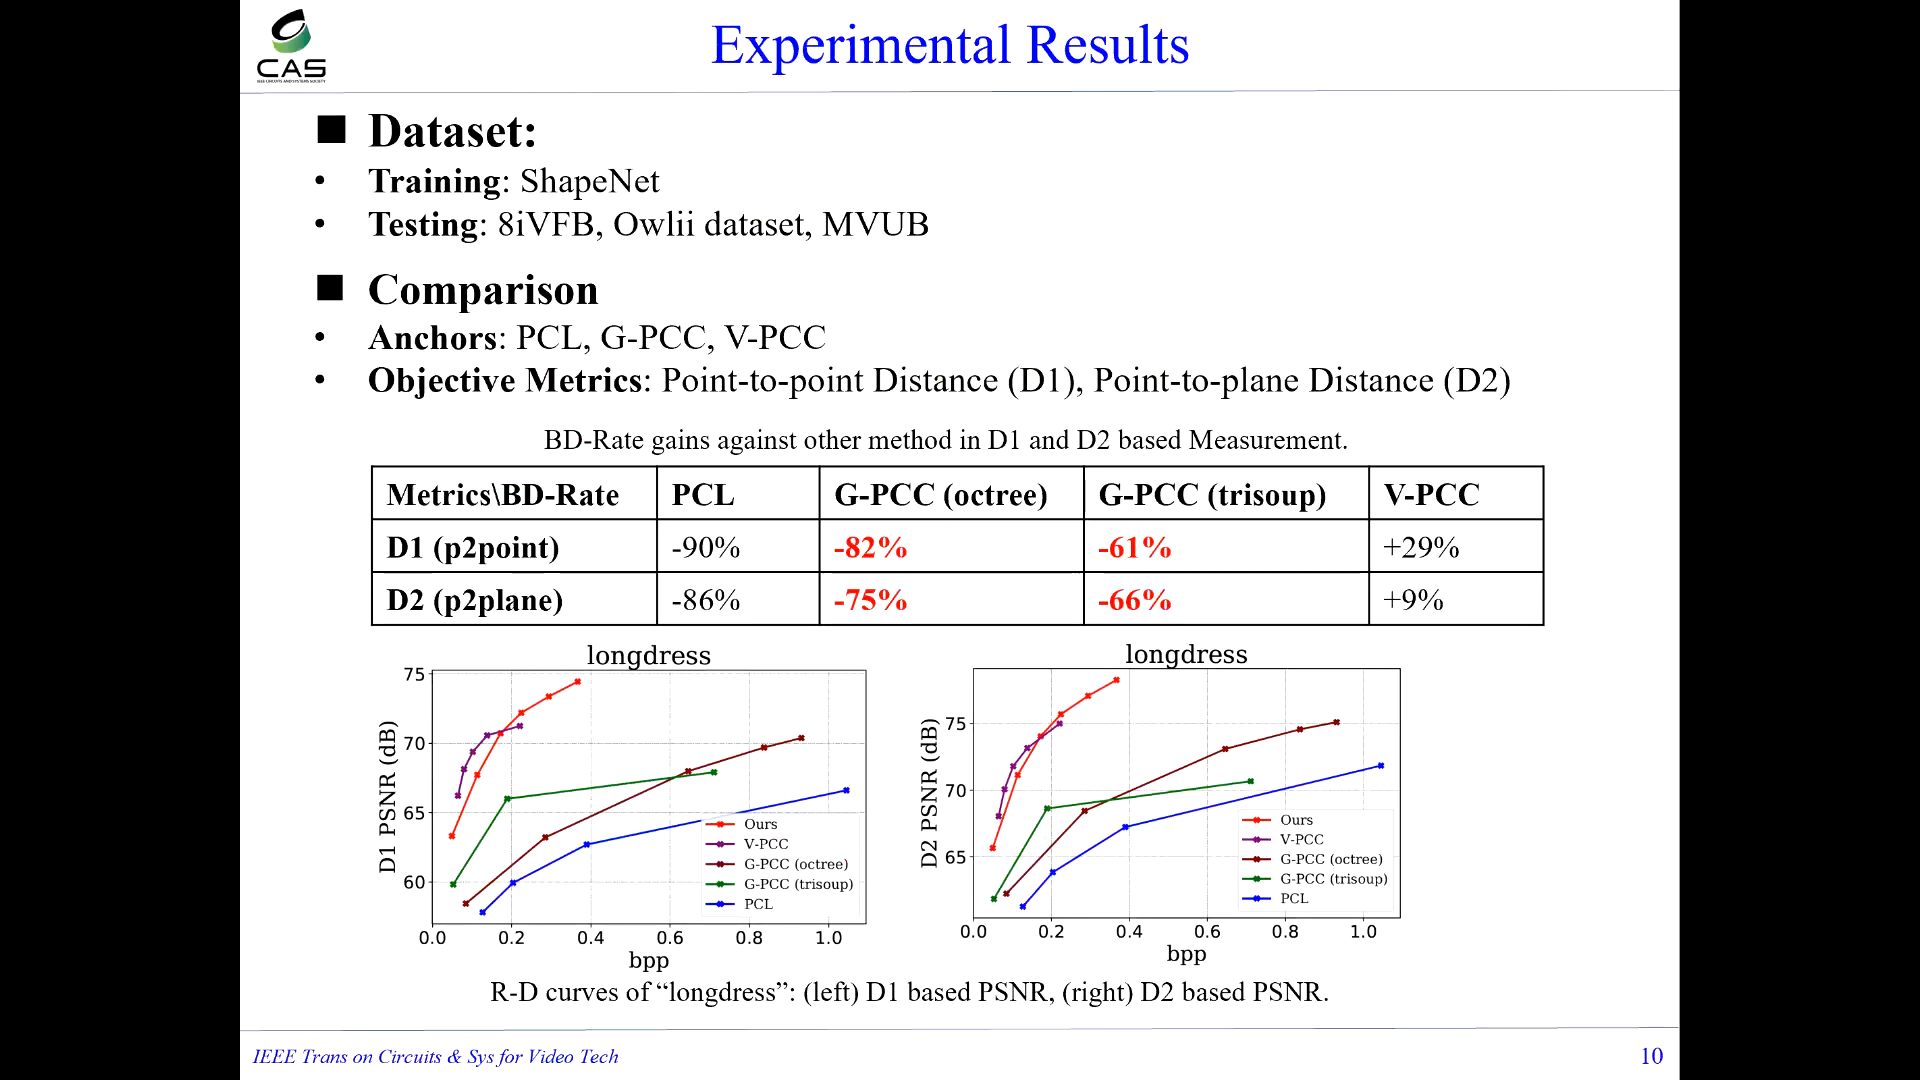 CAS
IEEE CIRCUITS AND SYSTEMS SOCIETY
Experimental Results
Dataset:
• Training: ShapeNet
• Testing: 8iVFB, Owlii dataset, MVUB
Comparison
• Anchors: PCL, G-PCC, V-PCC
• Objective Metrics: Point-to-point Distance (D1), Point-to-plane Distance (D2)
BD-Rate gains against other method in D1 and D2 based Measurement.
Metrics\BD-Rate PCL G-PCC (octree) G-PCC (trisoup) V-PCC
D1 (p2point) -90% -82% -61% +29%
D2 (p2plane) -86% -75% -66% +9%
longdress
75
70
65
60
D1 PSNR (dB)
Ours
V-PCC
G-PCC (octree)
G-PCC (trisoup)
PCL
0.0 0.2 0.4 0.6 0.8 1.0
bpp
longdress
75
70
65
D2 PSNR (dB)
Ours
V-PCC
G-PCC (octree)
G-PCC (trisoup)
PCL
0.0 0.2 0.4 0.6 0.8 1.0
bpp
R-D curves of “longdress”: (left) D1 based PSNR, (right) D2 based PSNR.
IEEE Trans on Circuits & Sys for Video Tech
10